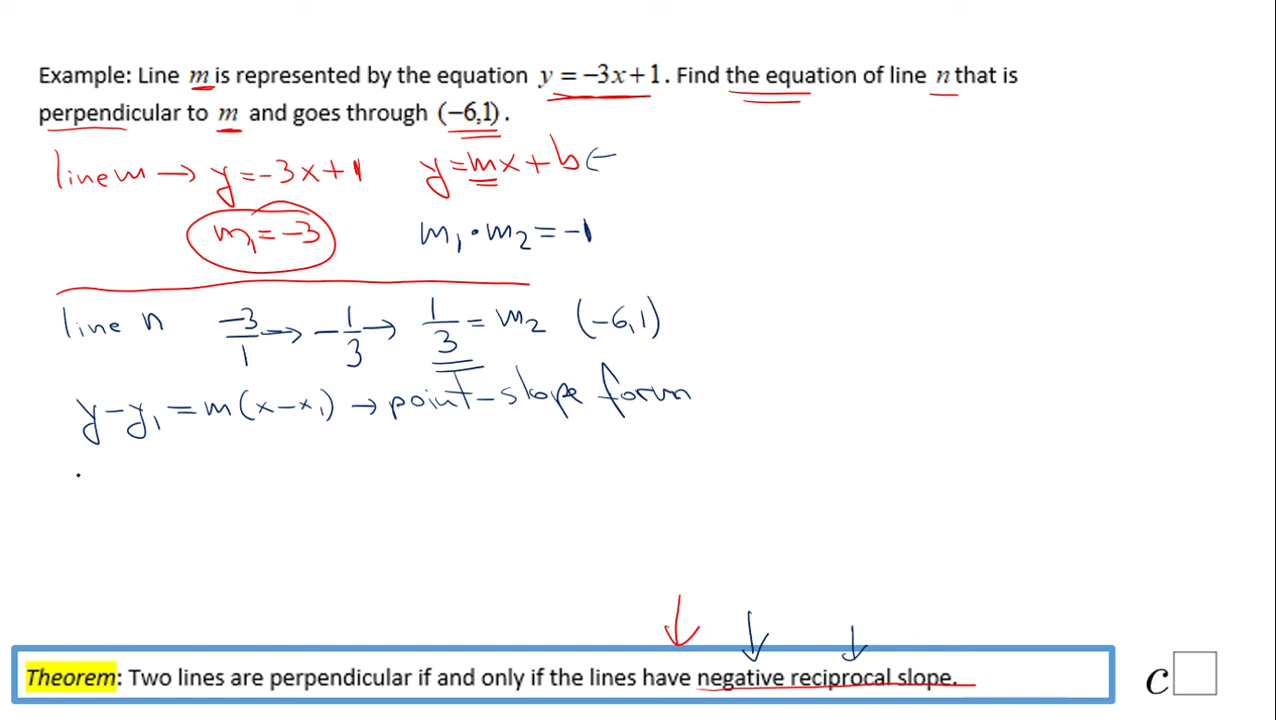 Example: Line m is represented by the equation y = −3x+1. Find the equation of line n that is
perpendicular to m and goes through (−6,1).
line m → y=-3x+1 y=mx+b←
m₁=-3 m₁·m₂=-1
line n -3/1 → -1/3 → 1/3 = m₂ (-6,1)
y-y₁=m(x-x₁) → point-slope form
Theorem: Two lines are perpendicular if and only if the lines have negative reciprocal slope.
c